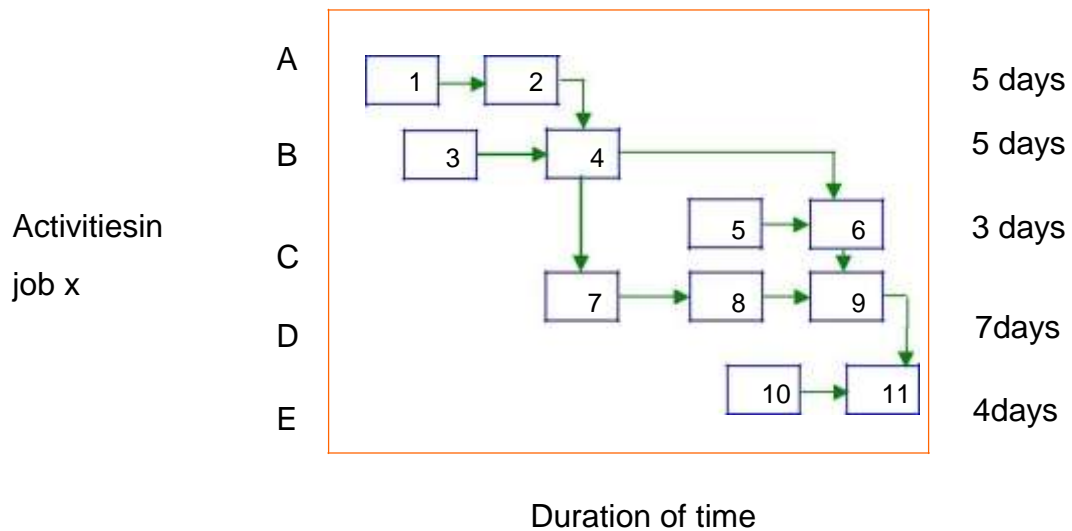 A
1 2 5 days
B
3 4 5 days
Activitiesin
5 6 3 days
C
job x
7 8 9
D
7days
10 11
E
4days
Duration of time